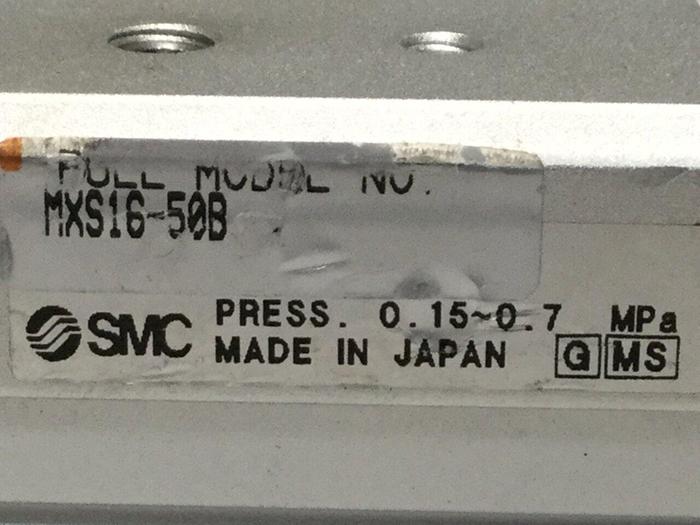 FULL MODEL NO.
MXS16-50B
SMC PRESS. 0.15~0.7 MPa
MADE IN JAPAN G MS